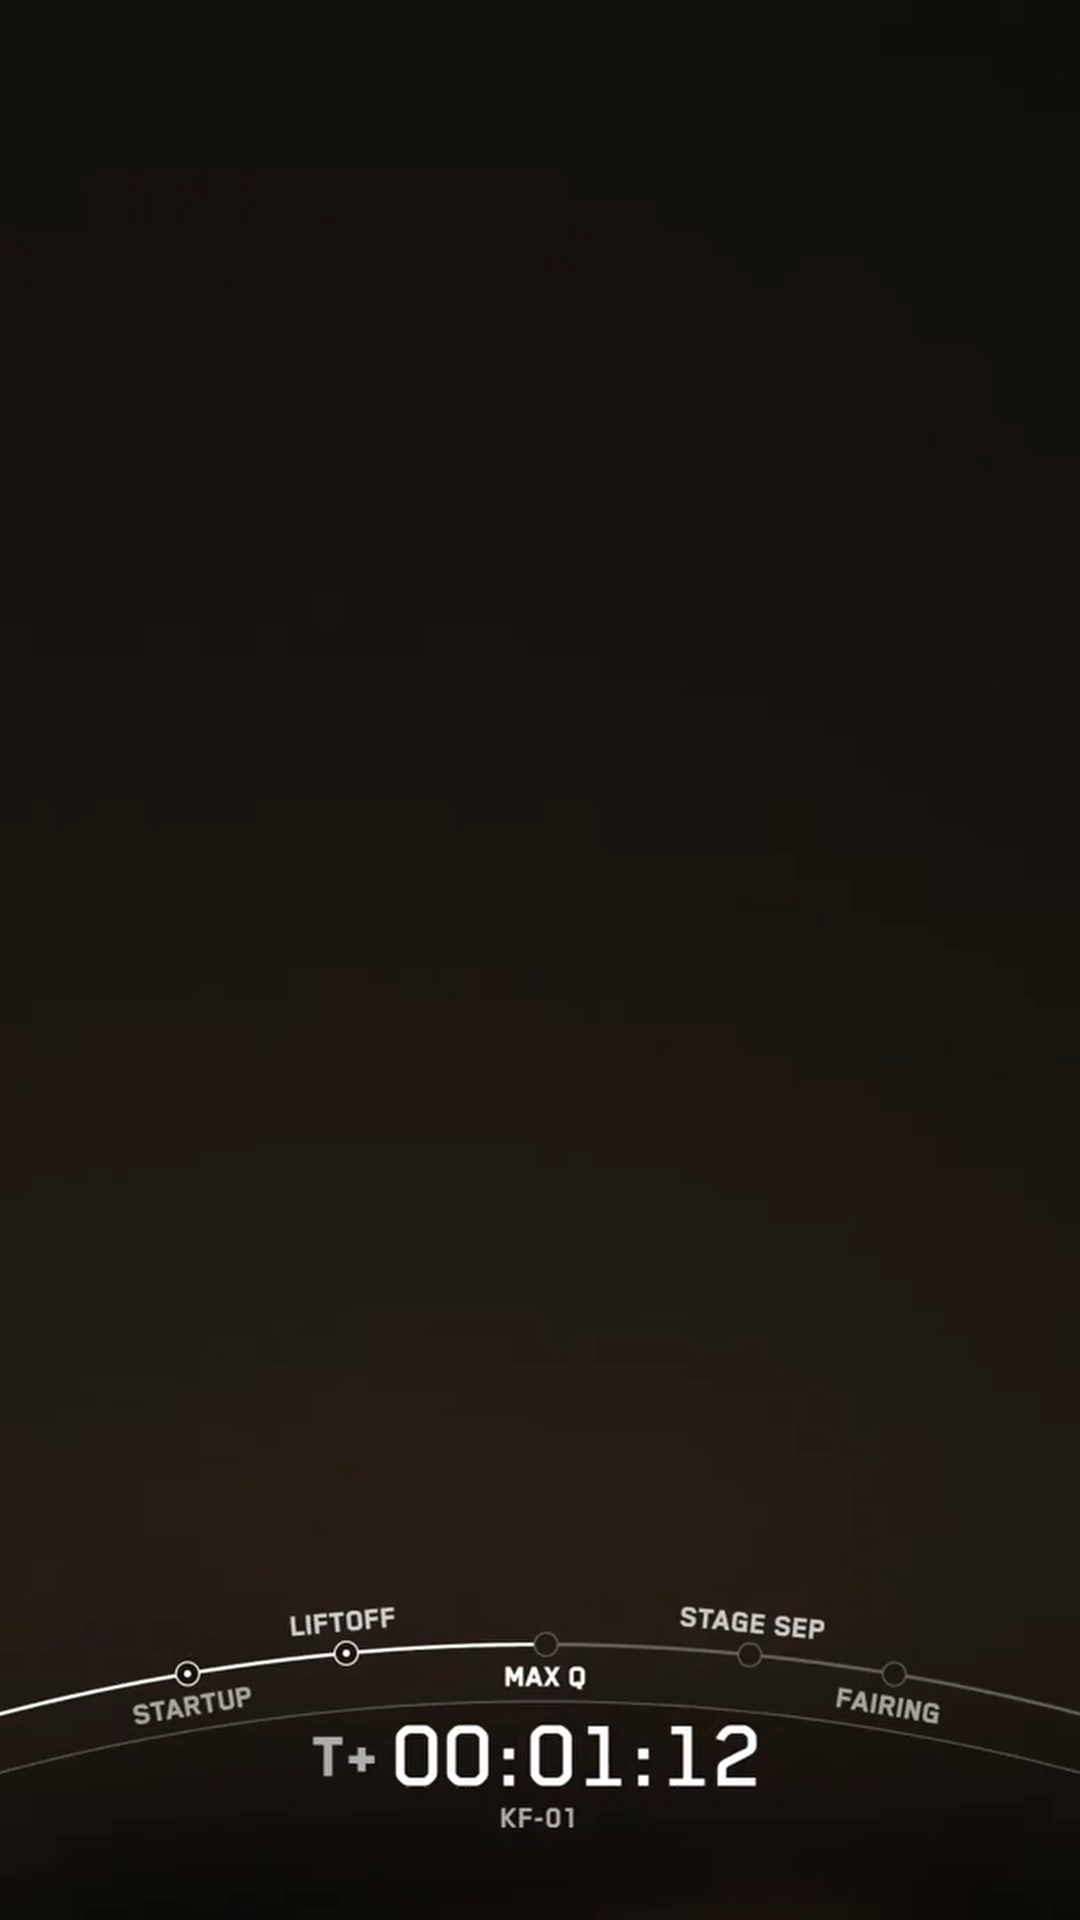 LIFTOFF
STAGE SEP
STARTUP
MAX Q
FAIRING
T+ 00:01:12
KF-01